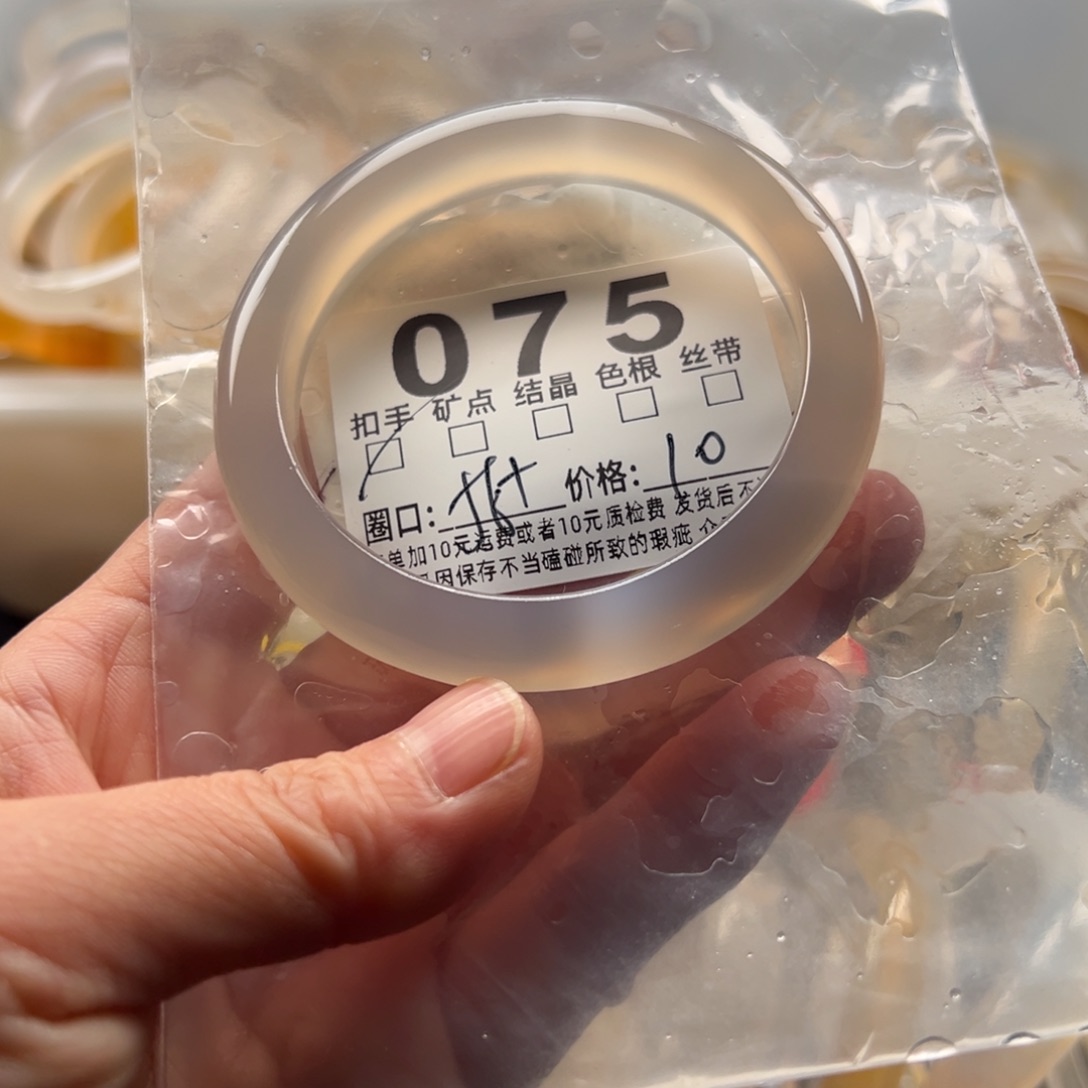 075
扣手 矿点 结晶 色根 丝带
圈口: 价格: 10
单加10元运费或者10元质检费 发货后不
因保存不当磕碰所致的瑕疵